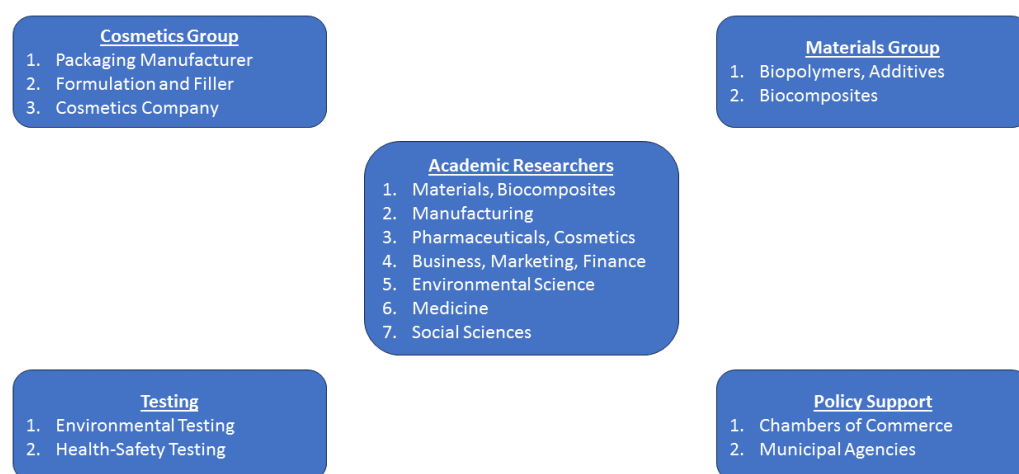 Cosmetics Group
1. Packaging Manufacturer
2. Formulation and Filler
3. Cosmetics Company
Materials Group
1. Biopolymers, Additives
2. Biocomposites
Academic Researchers
1. Materials, Biocomposites
2. Manufacturing
3. Pharmaceuticals, Cosmetics
4. Business, Marketing, Finance
5. Environmental Science
6. Medicine
7. Social Sciences
Testing
1. Environmental Testing
2. Health-Safety Testing
Policy Support
1. Chambers of Commerce
2. Municipal Agencies